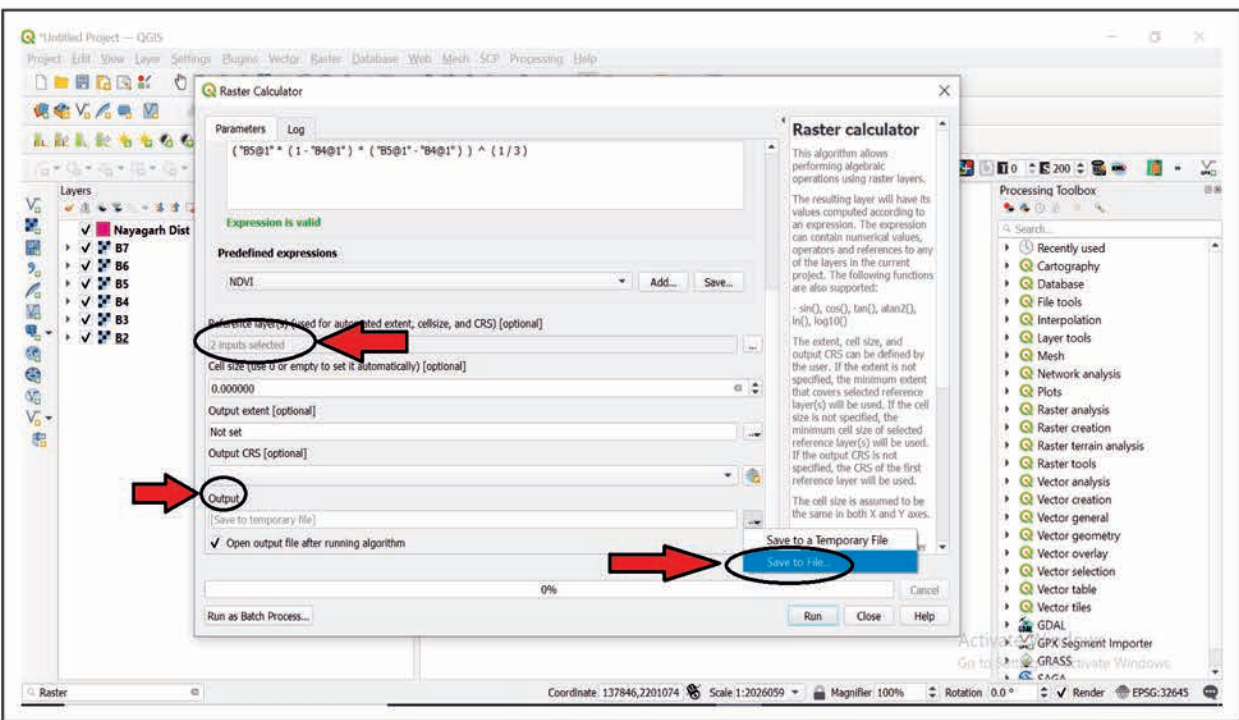 *Untitled Project — QGIS
Project Edit View Layer Settings Plugins Vector Raster Database Web Mesh SCP Processing Help
Raster Calculator
Parameters Log
("B5@1" * (1 - "B4@1") * ("B5@1" - "B4@1")) ^ (1/3)
Expression is valid
Predefined expressions
NDVI
Add...
Save...
Reference layer(s) (used for automated extent, cellsize, and CRS) [optional]
2 inputs selected
...
Cell size (use 0 or empty to set it automatically) [optional]
0.000000
Output extent [optional]
Not set
Output CRS [optional]
Output
[Save to temporary file]
Open output file after running algorithm
Save to a Temporary File
Save to File...
0%
Cancel
Run as Batch Process...
Run
Close
Help
Raster calculator
This algorithm allows
performing algebraic
operations using raster layers.
The resulting layer will have its
values computed according to
an expression. The expression
can contain numerical values,
operators and references to any
of the layers in the current
project. The following functions
are also supported:
- sin(), cos(), tan(), atan2(),
ln(), log10()
The extent, cell size, and
output CRS can be defined by
the user. If the extent is not
specified, the minimum extent
that covers selected reference
layer(s) will be used. If the cell
size is not specified, the
minimum cell size of selected
reference layer(s) will be used.
If the output CRS is not
specified, the CRS of the first
reference layer will be used.
The cell size is assumed to be
the same in both X and Y axes.
Layers
Nayagarh Dist
B7
B6
B5
B4
B3
B2
0
200
Processing Toolbox
Search...
Recently used
Cartography
Database
File tools
Interpolation
Layer tools
Mesh
Network analysis
Plots
Raster analysis
Raster creation
Raster terrain analysis
Raster tools
Vector analysis
Vector creation
Vector general
Vector geometry
Vector overlay
Vector selection
Vector table
Vector tiles
GDAL
GPX Segment Importer
GRASS
SAGA
Raster
Coordinate 137846,2201074
Scale 1:2026059
Magnifier 100%
Rotation 0.0 °
Render
EPSG:32645